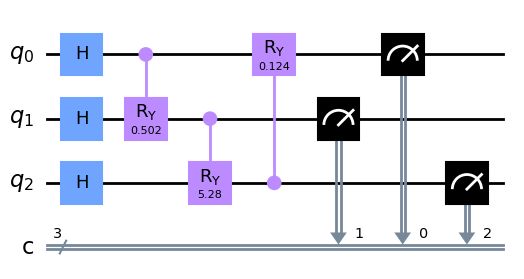 q0 H RY 0.124
q1 H RY 0.502 
q2 H RY 5.28
c 3 1 0 2